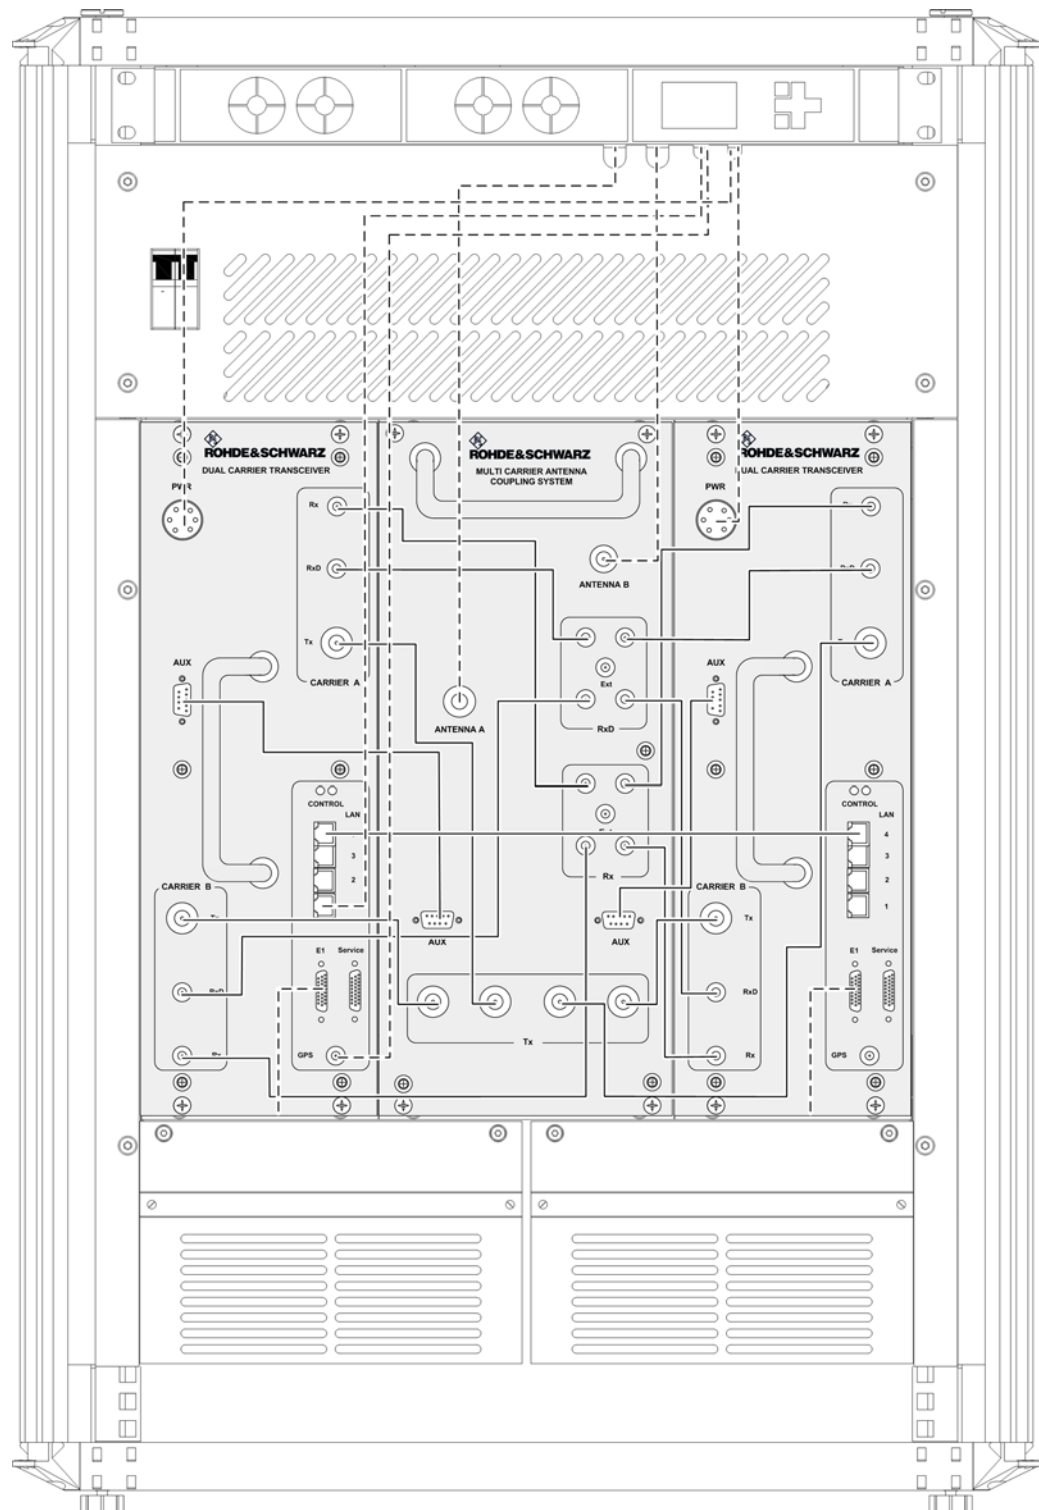 ROHDE&SCHWARZ
DUAL CARRIER TRANSCEIVER
PWR
Rx
RxD
Tx
CARRIER A
AUX
CONTROL
LAN
3
2
CARRIER B
E1 Service
GPS
ROHDE&SCHWARZ
MULTI CARRIER ANTENNA
COUPLING SYSTEM
ANTENNA B
Ext
RxD
ANTENNA A
Rx
AUX
AUX
Tx
ROHDE&SCHWARZ
DUAL CARRIER TRANSCEIVER
PWR
AUX
CARRIER A
CONTROL
LAN
4
3
2
1
CARRIER B
Tx
E1 Service
RxD
Rx
GPS